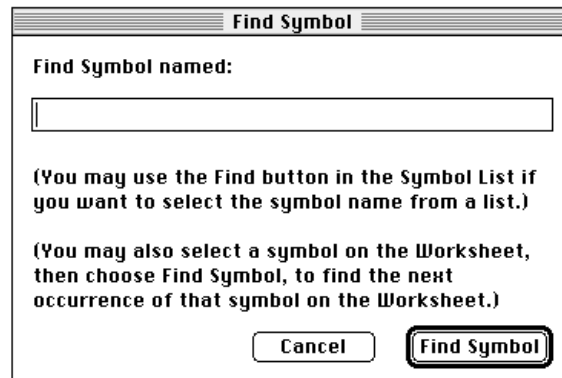 Find Symbol
Find Symbol named:
(You may use the Find button in the Symbol List if
you want to select the symbol name from a list.)
(You may also select a symbol on the Worksheet,
then choose Find Symbol, to find the next
occurrence of that symbol on the Worksheet.)
Cancel Find Symbol